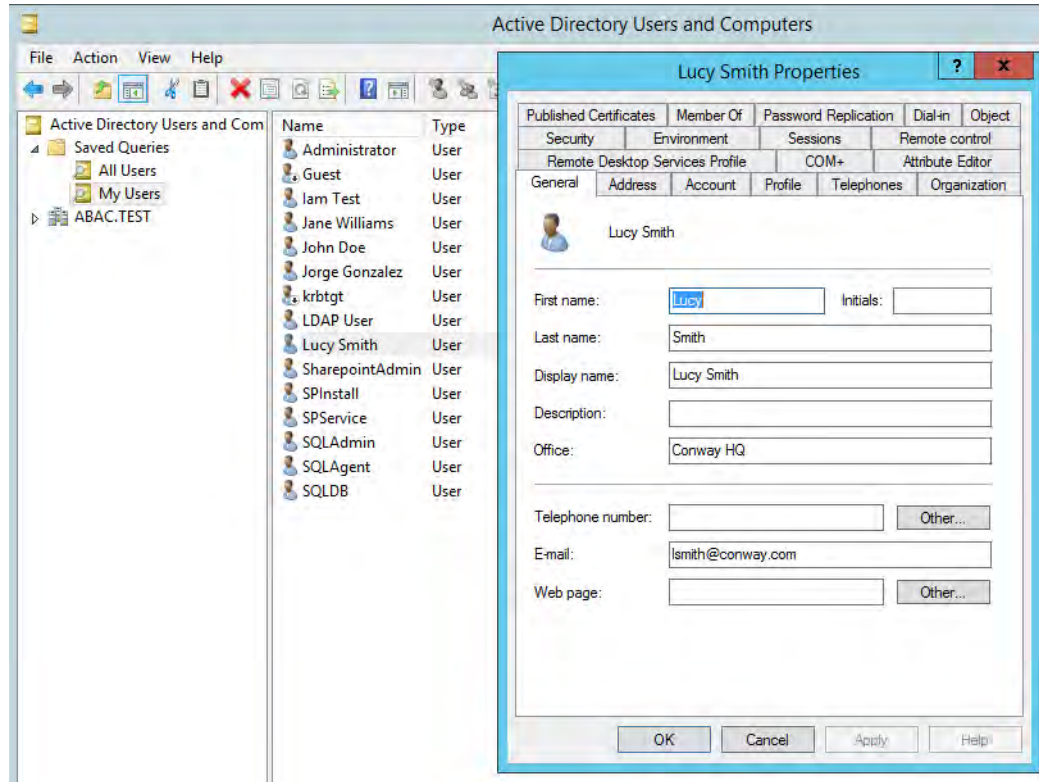 Active Directory Users and Computers
File Action View Help
Active Directory Users and Com
Saved Queries
All Users
My Users
ABAC.TEST
Name Type
Administrator User
Guest User
Iam Test User
Jane Williams User
John Doe User
Jorge Gonzalez User
krbtgt User
LDAP User User
Lucy Smith User
SharepointAdmin User
SPInstall User
SPService User
SQLAdmin User
SQLAgent User
SQLDB User
Lucy Smith Properties ? x
Published Certificates Member Of Password Replication Dial-in Object
Security Environment Sessions Remote control
Remote Desktop Services Profile COM+ Attribute Editor
General Address Account Profile Telephones Organization
Lucy Smith
First name: Lucy Initials:
Last name: Smith
Display name: Lucy Smith
Description:
Office: Conway HQ
Telephone number: Other...
E-mail: lsmith@conway.com
Web page: Other...
OK Cancel Apply Help